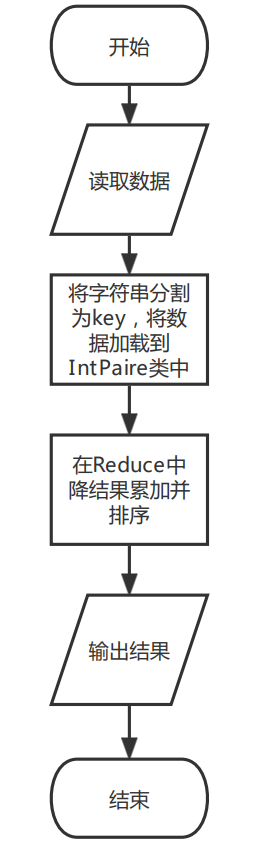 开始
读取数据
将字符串分割
为key，将数
据加载到
IntPaire类中
在Reduce中
降结果累加并
排序
输出结果
结束